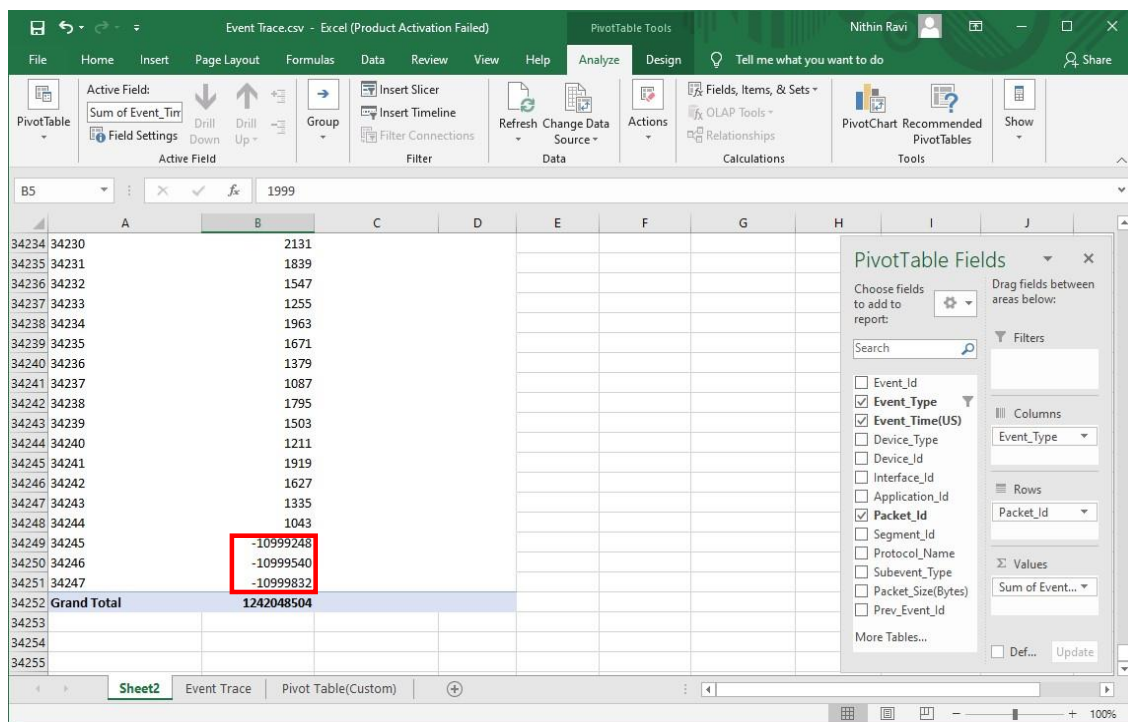 Event Trace.csv - Excel (Product Activation Failed)
PivotTable Tools
Nithin Ravi
File Home Insert Page Layout Formulas Data Review View Help Analyze Design Tell me what you want to do Share
PivotTable
Active Field:
Sum of Event_Tim
Field Settings
Drill Down
Drill Up
Active Field
Group
Insert Slicer
Insert Timeline
Filter Connections
Filter
Refresh
Change Data Source
Data
Actions
Fields, Items, & Sets
OLAP Tools
Relationships
Calculations
PivotChart
Recommended PivotTables
Tools
Show
B5 fx 1999
A B C D E F G H I J
34234 34230 2131
34235 34231 1839
34236 34232 1547
34237 34233 1255
34238 34234 1963
34239 34235 1671
34240 34236 1379
34241 34237 1087
34242 34238 1795
34243 34239 1503
34244 34240 1211
34245 34241 1919
34246 34242 1627
34247 34243 1335
34248 34244 1043
34249 34245 -10999248
34250 34246 -10999540
34251 34247 -10999832
34252 Grand Total 1242048504
34253
34254
34255
PivotTable Fields
Choose fields
to add to
report:
Search
Event_Id
Event_Type
Event_Time(US)
Device_Type
Device_Id
Interface_Id
Application_Id
Packet_Id
Segment_Id
Protocol_Name
Subevent_Type
Packet_Size(Bytes)
Prev_Event_Id
More Tables...
Drag fields between
areas below:
Filters
Columns
Event_Type
Rows
Packet_Id
Σ Values
Sum of Event...
Def... Update
Sheet2 Event Trace Pivot Table(Custom)
100%